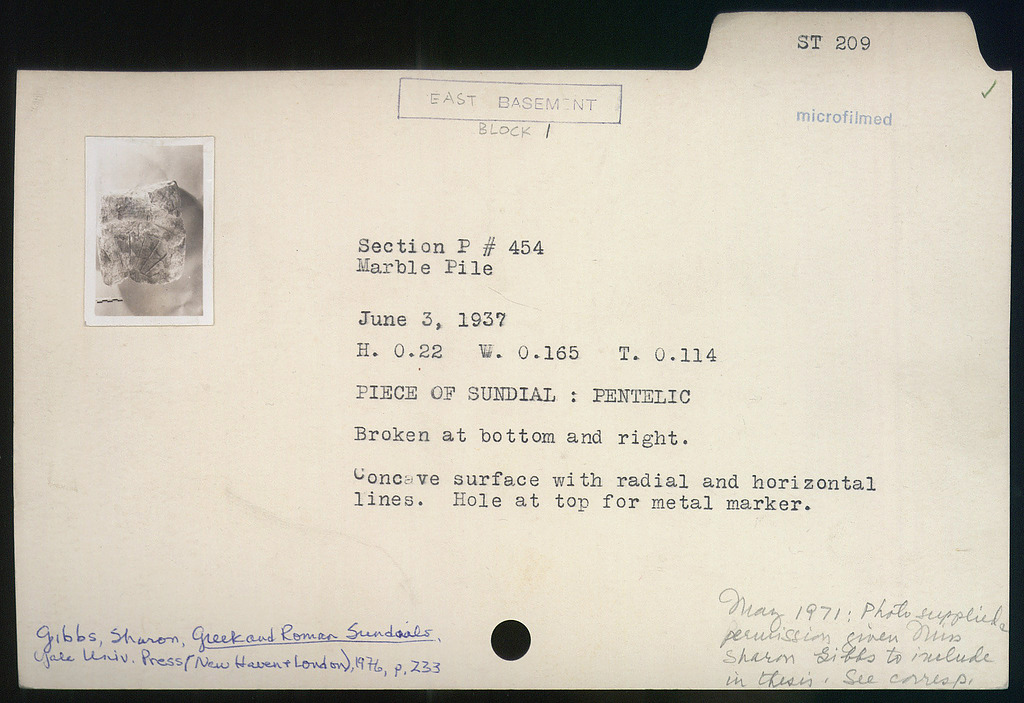 ST 209
EAST BASEMENT
BLOCK 1
microfilmed
Section P # 454
Marble Pile
June 3, 1937
H. 0.22 W. 0.165 T. 0.114
PIECE OF SUNDIAL : PENTELIC
Broken at bottom and right.
Concave surface with radial and horizontal
lines. Hole at top for metal marker.
Gibbs, Sharon, Greek and Roman Sundials.
Yale Univ. Press (New Haven + London), 1976, p. 233
May 1971: Photo supplied &
permission given Miss
Sharon Gibbs to include
in thesis. See corresp.